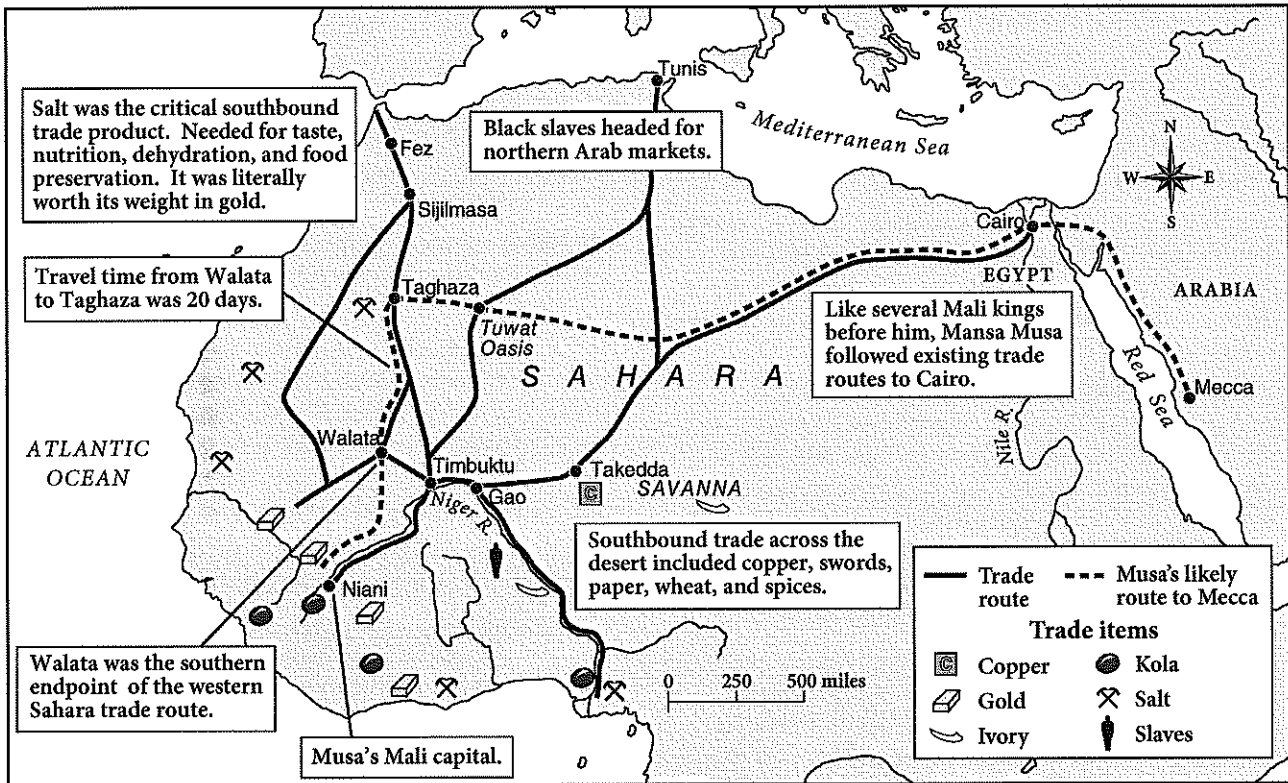 Salt was the critical southbound
trade product. Needed for taste,
nutrition, dehydration, and food
preservation. It was literally
worth its weight in gold.
Tunis
Black slaves headed for
northern Arab markets.
Mediterranean Sea
N
W E
S
Fez
Sijilmasa
Cairo
EGYPT
ARABIA
Travel time from Walata
to Taghaza was 20 days.
Taghaza
Tuwat
Oasis
Like several Mali kings
before him, Mansa Musa
followed existing trade
routes to Cairo.
SAHARA
Red Sea
Mecca
Nile R.
ATLANTIC
OCEAN
Walata
Timbuktu
Niger R.
Gao
Takedda
C
SAVANNA
Southbound trade across the
desert included copper, swords,
paper, wheat, and spices.
Niani
Walata was the southern
endpoint of the western
Sahara trade route.
Musa's Mali capital.
0 250 500 miles
Trade
route
Musa's likely
route to Mecca
Trade items
C Copper
Kola
Gold
Salt
Ivory
Slaves